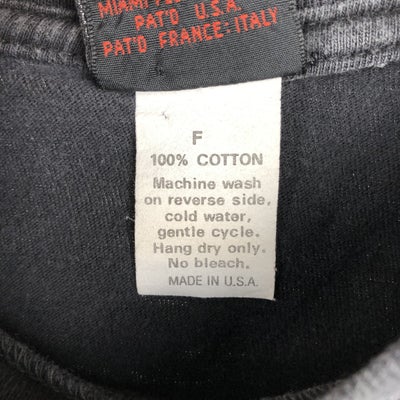 MIAMI
PAT'D U.S.A.
PAT'D FRANCE: ITALY
F
100% COTTON
Machine wash
on reverse side,
cold water,
gentle cycle.
Hang dry only.
No bleach.
MADE IN U.S.A.